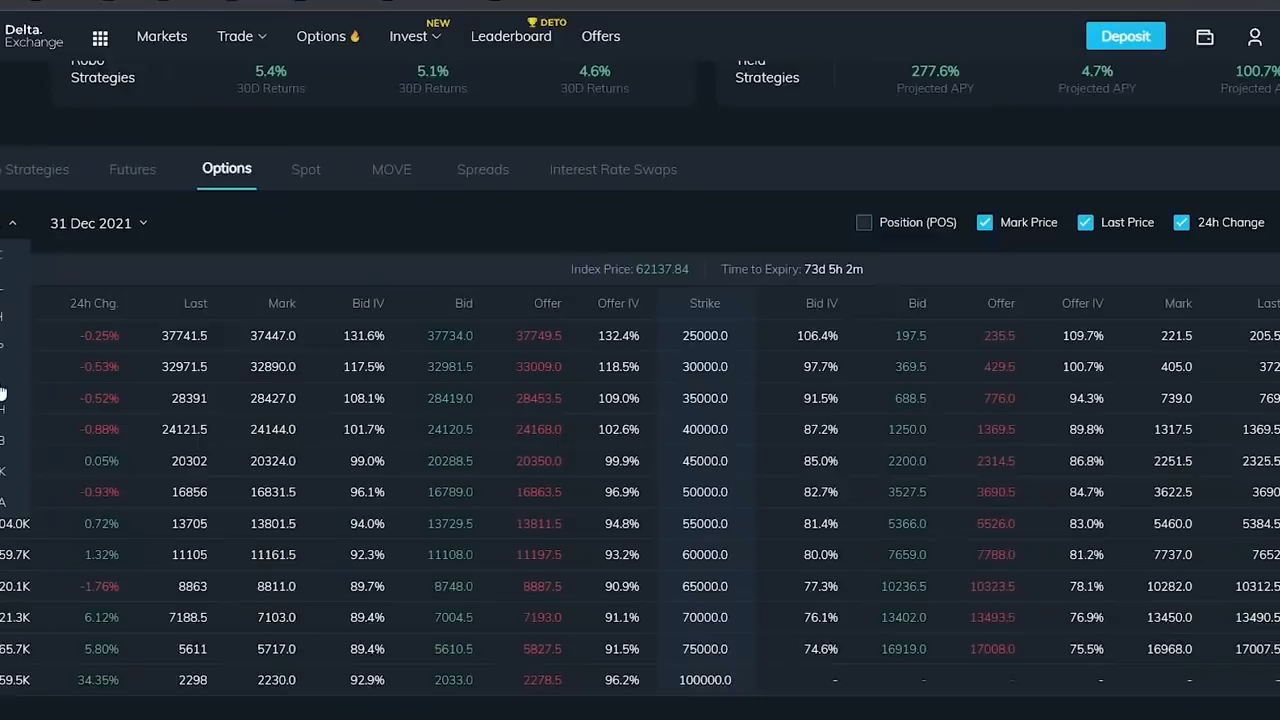 Delta.
Exchange
Markets
Trade
Options
Invest
NEW
Leaderboard
DETO
Offers
Deposit
Robo
Strategies
5.4%
30D Returns
5.1%
30D Returns
4.6%
30D Returns
Yield
Strategies
277.6%
Projected APY
4.7%
Projected APY
100.7%
Projected A
Strategies Futures Options Spot MOVE Spreads Interest Rate Swaps
31 Dec 2021 Position (POS) Mark Price Last Price 24h Change
Index Price: 62137.84 Time to Expiry: 73d 5h 2m
24h Chg. Last Mark Bid IV Bid Offer Offer IV Strike Bid IV Bid Offer Offer IV Mark Last
-0.25% 37741.5 37447.0 131.6% 37734.0 37749.5 132.4% 25000.0 106.4% 197.5 235.5 109.7% 221.5 205.5
-0.53% 32971.5 32890.0 117.5% 32981.5 33009.0 118.5% 30000.0 97.7% 369.5 429.5 100.7% 405.0 372
-0.52% 28391 28427.0 108.1% 28419.0 28453.5 109.0% 35000.0 91.5% 688.5 776.0 94.3% 739.0 769
-0.88% 24121.5 24144.0 101.7% 24120.5 24168.0 102.6% 40000.0 87.2% 1250.0 1369.5 89.8% 1317.5 1369.5
0.05% 20302 20324.0 99.0% 20288.5 20350.0 99.9% 45000.0 85.0% 2200.0 2314.5 86.8% 2251.5 2325.5
-0.93% 16856 16831.5 96.1% 16789.0 16863.5 96.9% 50000.0 82.7% 3527.5 3690.5 84.7% 3622.5 3690
04.0K 0.72% 13705 13801.5 94.0% 13729.5 13811.5 94.8% 55000.0 81.4% 5366.0 5526.0 83.0% 5460.0 5384.5
59.7K 1.32% 11105 11161.5 92.3% 11108.0 11197.5 93.2% 60000.0 80.0% 7659.0 7788.0 81.2% 7737.0 7652
20.1K -1.76% 8863 8811.0 89.7% 8748.0 8887.5 90.9% 65000.0 77.3% 10236.5 10323.5 78.1% 10282.0 10312.5
21.3K 6.12% 7188.5 7103.0 89.4% 7004.5 7193.0 91.1% 70000.0 76.1% 13402.0 13493.5 76.9% 13450.0 13490.5
65.7K 5.80% 5611 5717.0 89.4% 5610.5 5827.5 91.5% 75000.0 74.6% 16919.0 17008.0 75.5% 16968.0 17007.5
59.5K 34.35% 2298 2230.0 92.9% 2033.0 2278.5 96.2% 100000.0 - - - - - -